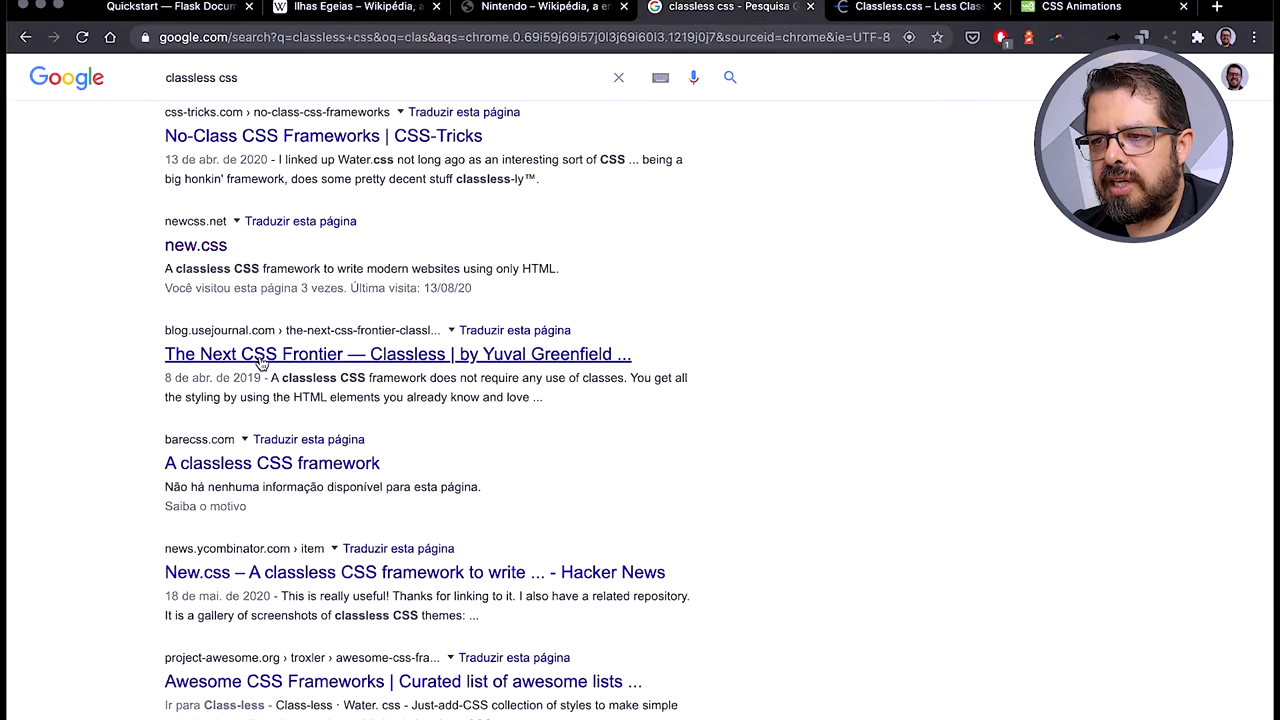 Quickstart — Flask Docum
Ilhas Egeias – Wikipédia, a
Nintendo – Wikipédia, a en
classless css - Pesquisa G
Classless.css – Less Class
CSS Animations
google.com/search?q=classless+css&oq=clas&aqs=chrome.0.69i59j69i57j0l3j69i60l3.1219j0j7&sourceid=chrome&ie=UTF-8
1
Google
classless css
css-tricks.com › no-class-css-frameworks Traduzir esta página
No-Class CSS Frameworks | CSS-Tricks
13 de abr. de 2020 - I linked up Water.css not long ago as an interesting sort of CSS ... being a
big honkin' framework, does some pretty decent stuff classless-ly™.
newcss.net Traduzir esta página
new.css
A classless CSS framework to write modern websites using only HTML.
Você visitou esta página 3 vezes. Última visita: 13/08/20
blog.usejournal.com › the-next-css-frontier-classl... Traduzir esta página
The Next CSS Frontier — Classless | by Yuval Greenfield ...
8 de abr. de 2019 - A classless CSS framework does not require any use of classes. You get all
the styling by using the HTML elements you already know and love ...
barecss.com Traduzir esta página
A classless CSS framework
Não há nenhuma informação disponível para esta página.
Saiba o motivo
news.ycombinator.com › item Traduzir esta página
New.css – A classless CSS framework to write ... - Hacker News
18 de mai. de 2020 - This is really useful! Thanks for linking to it. I also have a related repository.
It is a gallery of screenshots of classless CSS themes: ...
project-awesome.org › troxler › awesome-css-fra... Traduzir esta página
Awesome CSS Frameworks | Curated list of awesome lists ...
Ir para Class-less - Class-less · Water. css - Just-add-CSS collection of styles to make simple